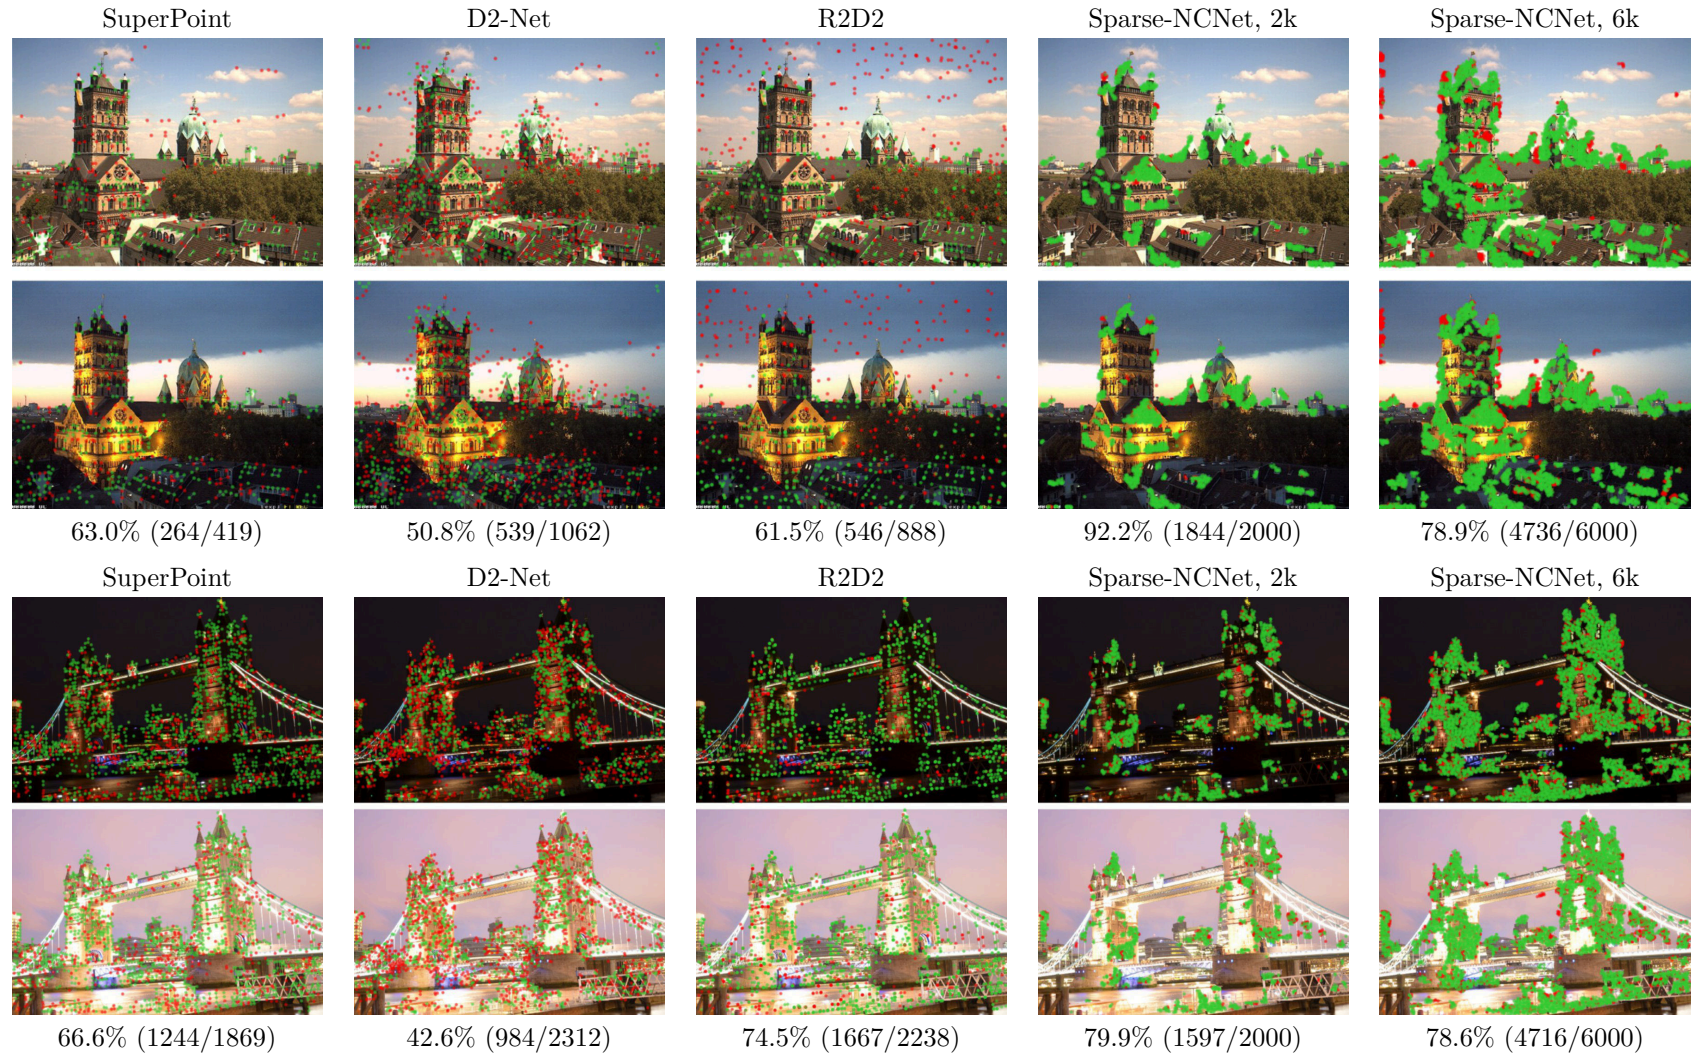 SuperPoint D2-Net R2D2 Sparse-NCNet, 2k Sparse-NCNet, 6k
63.0% (264/419) 50.8% (539/1062) 61.5% (546/888) 92.2% (1844/2000) 78.9% (4736/6000)
SuperPoint D2-Net R2D2 Sparse-NCNet, 2k Sparse-NCNet, 6k
66.6% (1244/1869) 42.6% (984/2312) 74.5% (1667/2238) 79.9% (1597/2000) 78.6% (4716/6000)